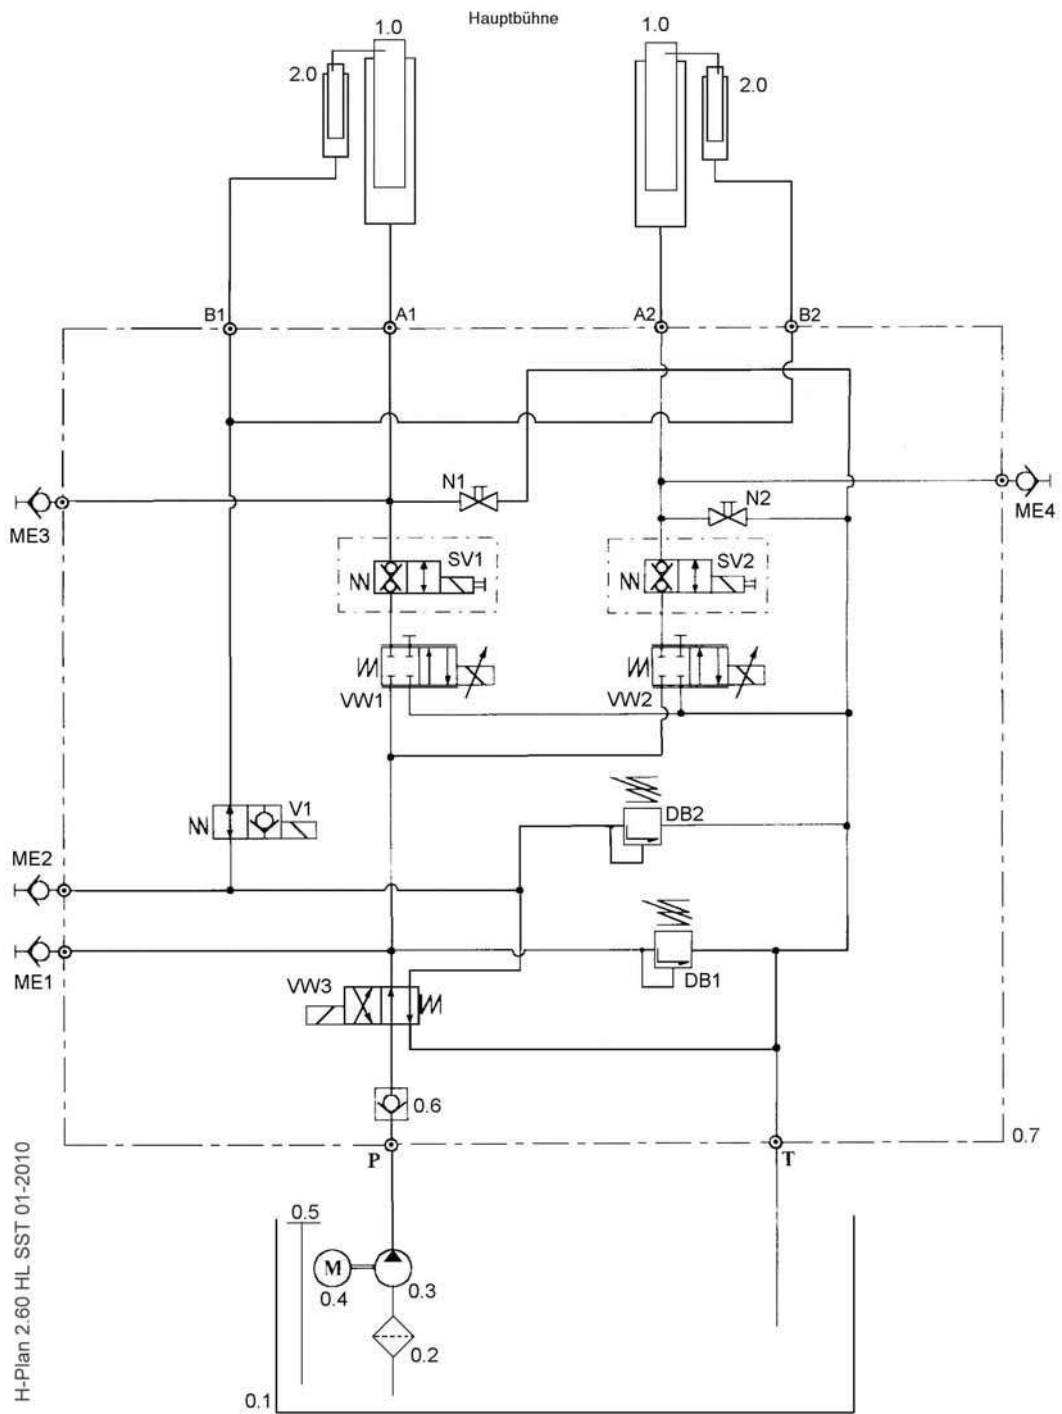 Hauptbühne
1.0
1.0
2.0
2.0
B1
A1
A2
B2
N1
N2
ME3
ME4
SV1
SV2
VW1
VW2
V1
DB2
ME2
ME1
DB1
VW3
0.6
0.7
P
T
0.5
M
0.4
0.3
0.2
0.1
H-Plan 2.60 HL SST 01-2010